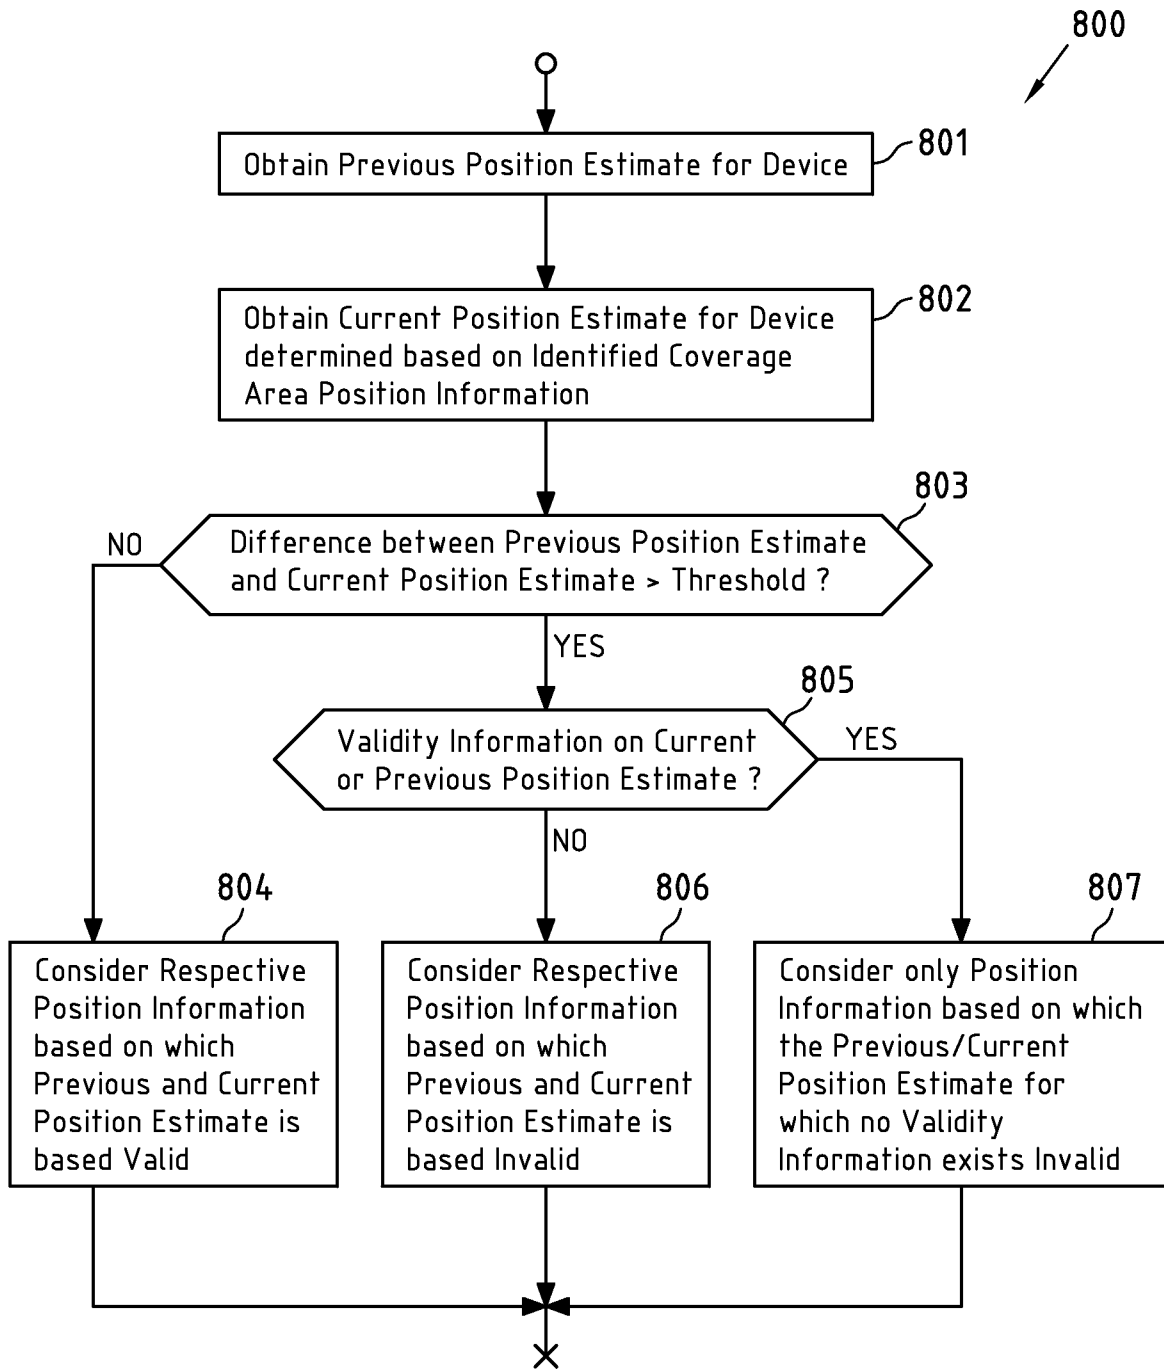 800
Obtain Previous Position Estimate for Device
801
Obtain Current Position Estimate for Device
determined based on Identified Coverage
Area Position Information
802
803
Difference between Previous Position Estimate
and Current Position Estimate > Threshold ?
NO
YES
805
Validity Information on Current
or Previous Position Estimate ?
YES
NO
804
Consider Respective
Position Information
based on which
Previous and Current
Position Estimate is
based Valid
806
Consider Respective
Position Information
based on which
Previous and Current
Position Estimate is
based Invalid
807
Consider only Position
Information based on which
the Previous/Current
Position Estimate for
which no Validity
Information exists Invalid